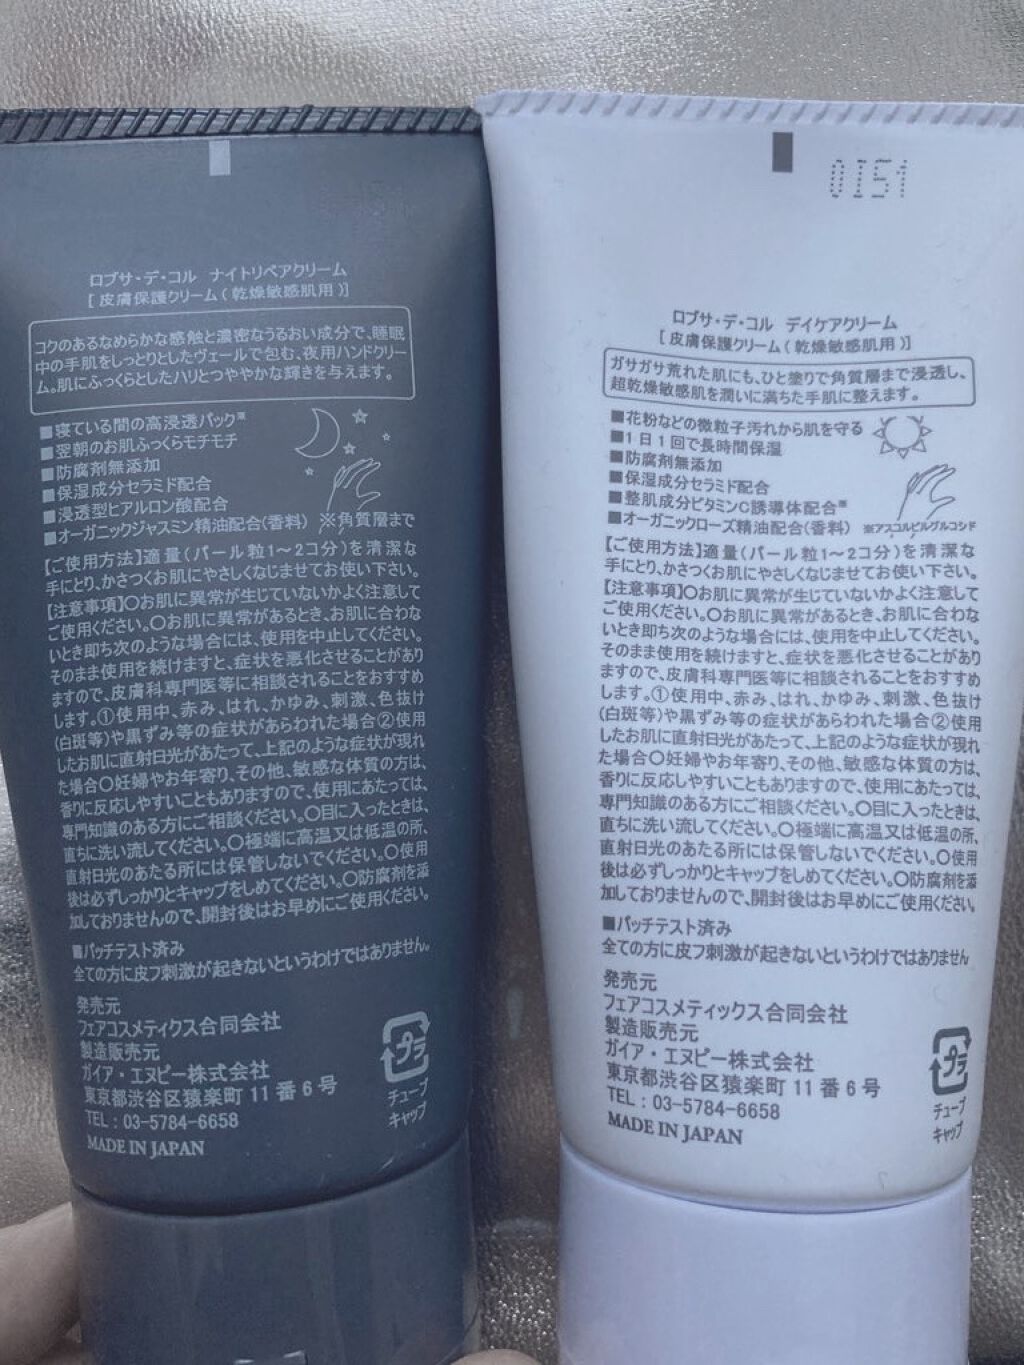 ロブサ・デ・コル ナイトリペアクリーム
[ 皮膚保護クリーム ( 乾燥敏感肌用 ) ]
コクのあるなめらかな感触と濃密なうるおい成分で、睡眠
中の手肌をしっとりとしたヴェールで包む、夜用ハンドクリー
ム。肌にふっくらとしたハリとつややかな輝きを与えます。
■寝ている間の高浸透パック※
■翌朝のお肌ふっくらモチモチ
■防腐剤無添加
■保湿成分セラミド配合
■浸透型ヒアルロン酸配合
■オーガニックジャスミン精油配合(香料) ※角質層まで
【ご使用方法】適量(パール粒1〜2コ分)を清潔な
手にとり、かさつくお肌にやさしくなじませてお使い下さい。
【注意事項】〇お肌に異常が生じていないかよく注意して
ご使用ください。〇お肌に異常があるとき、お肌に合わな
いとき即ち次のような場合には、使用を中止してください。
そのまま使用を続けますと、症状を悪化させることがあり
ますので、皮膚科専門医等に相談されることをおすすめ
します。①使用中、赤み、はれ、かゆみ、刺激、色抜け
(白斑等)や黒ずみ等の症状があらわれた場合②使用
したお肌に直射日光があたって、上記のような症状が現れ
た場合〇妊婦やお年寄り、その他、敏感な体質の方は、
香りに反応しやすいこともありますので、使用にあたっては、
専門知識のある方にご相談ください。〇目に入ったときは、
直ちに洗い流してください。〇極端に高温又は低温の所、
直射日光のあたる所には保管しないでください。〇使用
後は必ずしっかりとキャップをしめてください。〇防腐剤を添
加しておりませんので、開封後はお早めにご使用ください。
■パッチテスト済み
全ての方に皮フ刺激が起きないというわけではありません。
発売元
フェアコスメティクス合同会社
製造販売元
ガイア・エヌピー株式会社
東京都渋谷区猿楽町 11 番 6 号
TEL : 03-5784-6658
MADE IN JAPAN
プラ
チューブ
キャップ
0151
ロブサ・デ・コル デイケアクリーム
[ 皮膚保護クリーム ( 乾燥敏感肌用 ) ]
ガサガサ荒れた肌にも、ひと塗りで角質層まで浸透し、
超乾燥敏感肌を潤いに満ちた手肌に整えます。
■花粉などの微粒子汚れから肌を守る
■1日1回で長時間保湿
■防腐剤無添加
■保湿成分セラミド配合
■整肌成分ビタミンC誘導体配合※
■オーガニックローズ精油配合(香料) ※アスコルビルグルコシド
【ご使用方法】適量(パール粒1〜2コ分)を清潔な
手にとり、かさつくお肌にやさしくなじませてお使い下さい。
【注意事項】〇お肌に異常が生じていないかよく注意して
ご使用ください。〇お肌に異常があるとき、お肌に合わな
いとき即ち次のような場合には、使用を中止してください。
そのまま使用を続けますと、症状を悪化させることがあり
ますので、皮膚科専門医等に相談されることをおすすめ
します。①使用中、赤み、はれ、かゆみ、刺激、色抜け
(白斑等)や黒ずみ等の症状があらわれた場合②使用
したお肌に直射日光があたって、上記のような症状が現れ
た場合〇妊婦やお年寄り、その他、敏感な体質の方は、
香りに反応しやすいこともありますので、使用にあたっては、
専門知識のある方にご相談ください。〇目に入ったときは、
直ちに洗い流してください。〇極端に高温又は低温の所、
直射日光のあたる所には保管しないでください。〇使用
後は必ずしっかりとキャップをしめてください。〇防腐剤を添
加しておりませんので、開封後はお早めにご使用ください。
■パッチテスト済み
全ての方に皮フ刺激が起きないというわけではありません
発売元
フェアコスメティックス合同会社
製造販売元
ガイア・エヌピー株式会社
東京都渋谷区猿楽町 11 番 6 号
TEL : 03-5784-6658
MADE IN JAPAN
プラ
チューブ
キャップ